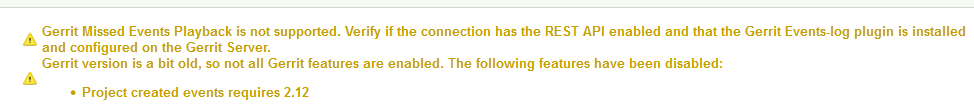 Gerrit Missed Events Playback is not supported. Verify if the connection has the REST API enabled and that the Gerrit Events-log plugin is installed
and configured on the Gerrit Server.
Gerrit version is a bit old, so not all Gerrit features are enabled. The following features have been disabled:
• Project created events requires 2.12